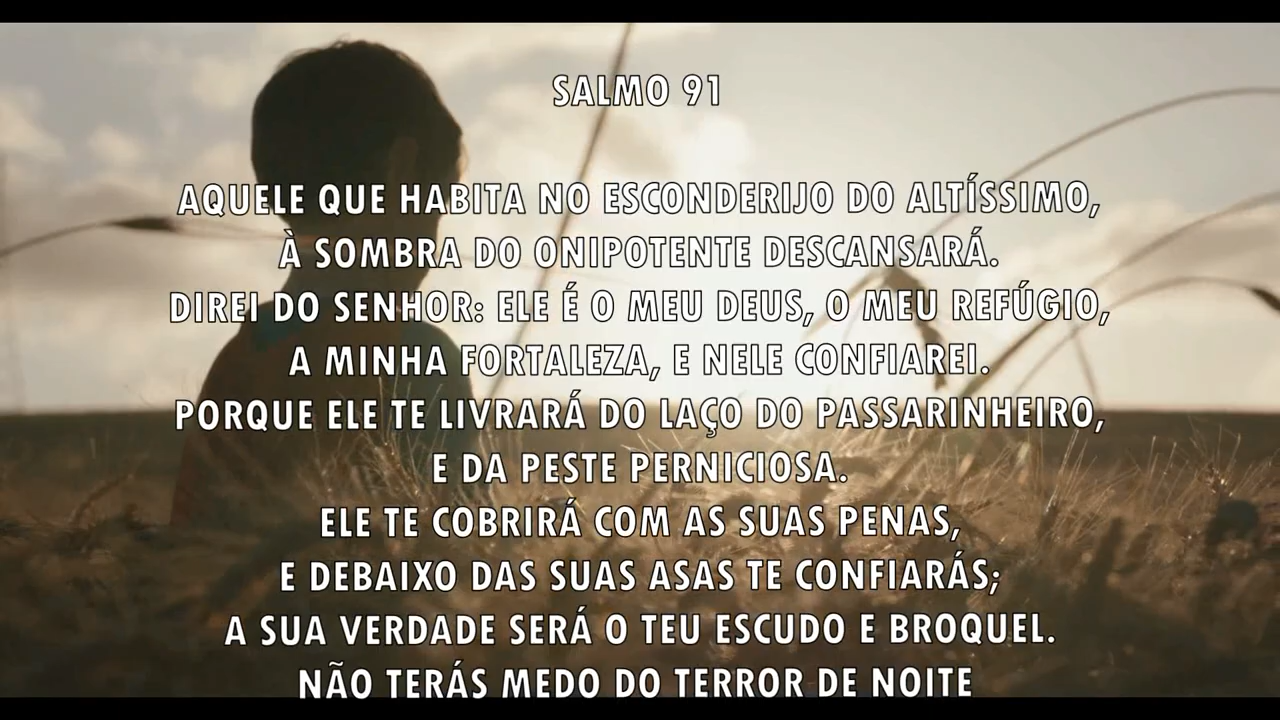 SALMO 91
AQUELE QUE HABITA NO ESCONDERIJO DO ALTÍSSIMO,
À SOMBRA DO ONIPOTENTE DESCANSARÁ.
DIREI DO SENHOR: ELE É O MEU DEUS, O MEU REFÚGIO,
A MINHA FORTALEZA, E NELE CONFIAREI.
PORQUE ELE TE LIVRARÁ DO LAÇO DO PASSARINHEIRO,
E DA PESTE PERNICIOSA.
ELE TE COBRIRÁ COM AS SUAS PENAS,
E DEBAIXO DAS SUAS ASAS TE CONFIARÁS;
A SUA VERDADE SERÁ O TEU ESCUDO E BROQUEL.
NÃO TERÁS MEDO DO TERROR DE NOITE